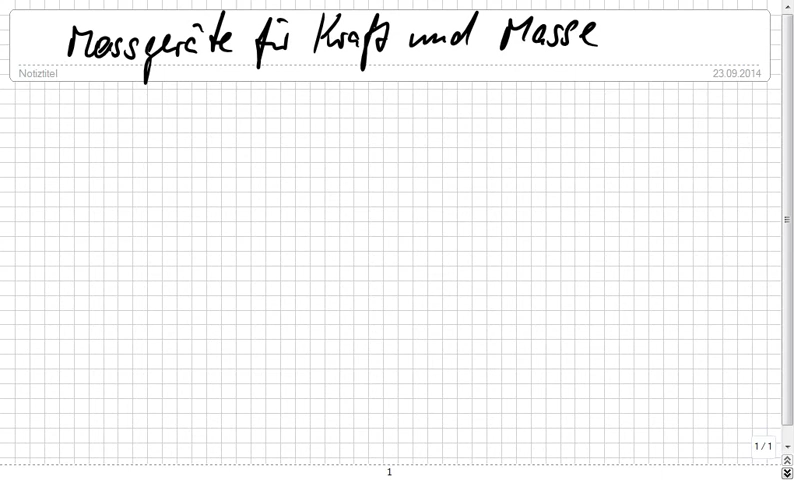 Messgeräte für Kraft und Masse
Notiztitel
23.09.2014
1 / 1
1